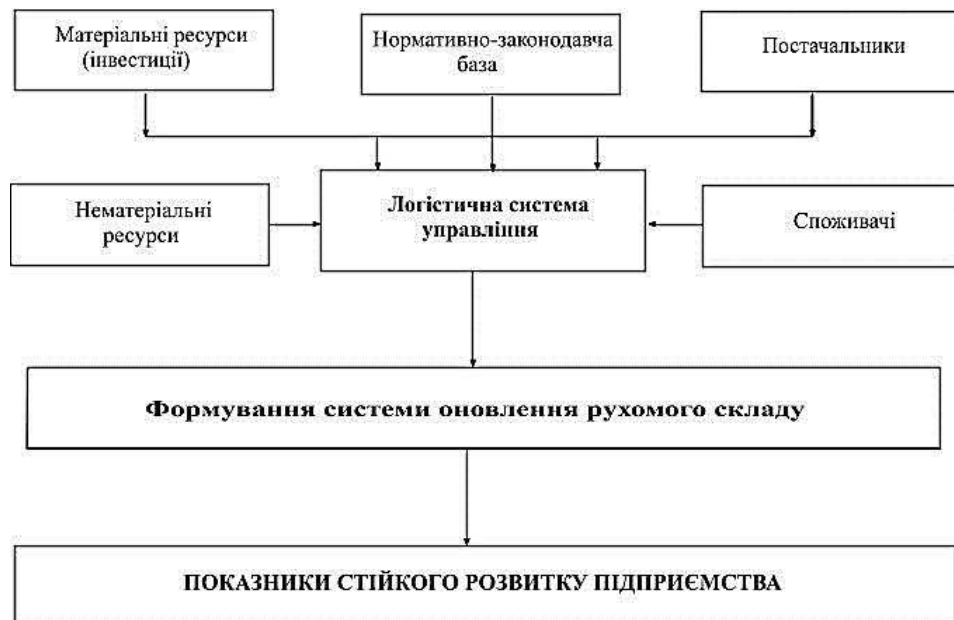 Матеріальні ресурси
(інвестиції)
Нормативно-законодавча
база
Постачальники
Нематеріальні
ресурси
Логістична система
управління
Споживачі
Формування системи оновлення рухомого складу
ПОКАЗНИКИ СТІЙКОГО РОЗВИТКУ ПІДПРИЄМСТВА